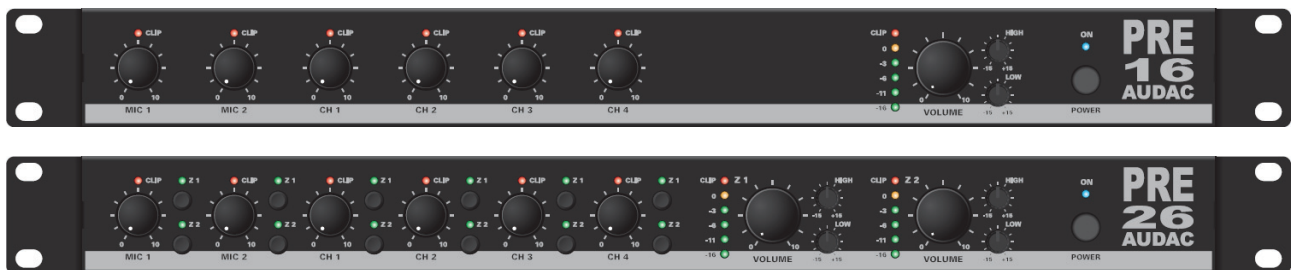 CLIP CLIP CLIP CLIP CLIP CLIP CLIP HIGH ON PRE
0
-3 -15 +15 16
-6 LOW
-11 AUDAC
0 10 0 10 0 10 0 10 0 10 0 10 -16 0 10
MIC 1 MIC 2 CH 1 CH 2 CH 3 CH 4 VOLUME -15 +15 POWER
CLIP Z 1 CLIP Z 1 CLIP Z 1 CLIP Z 1 CLIP Z 1 CLIP Z 1 CLIP Z 1 HIGH CLIP Z 2 HIGH ON PRE
0 0
-3 -15 +15 -3 -15 +15 26
Z 2 Z 2 Z 2 Z 2 Z 2 Z 2 -6 LOW -6 LOW
-11 -11 AUDAC
0 10 0 10 0 10 0 10 0 10 0 10 -16 0 10 -16 0 10
MIC 1 MIC 2 CH 1 CH 2 CH 3 CH 4 VOLUME -15 +15 VOLUME -15 +15 POWER